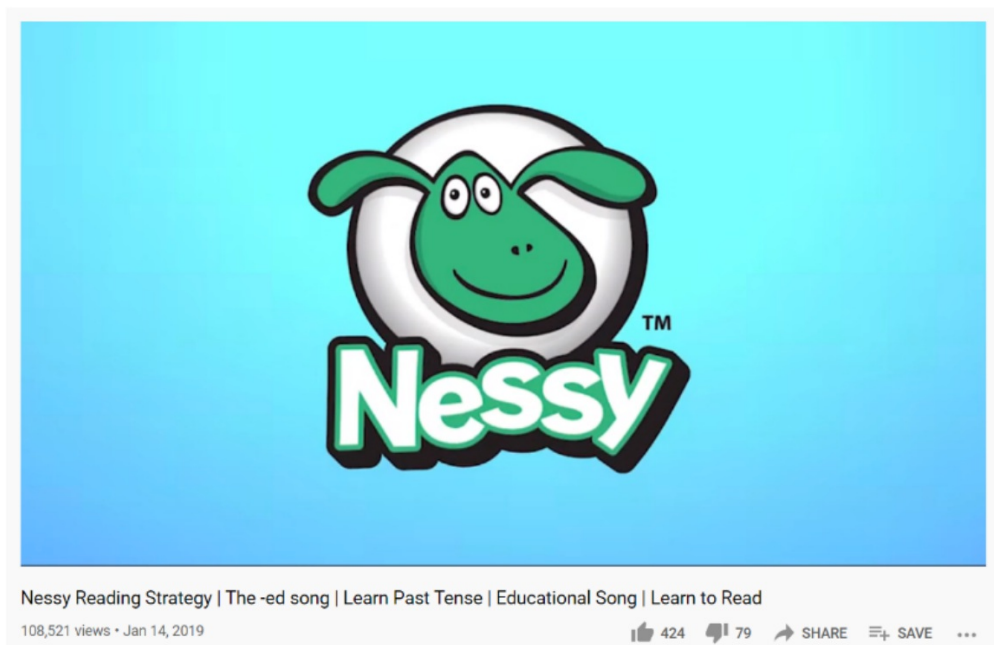 TM
Nessy
Nessy Reading Strategy | The -ed song | Learn Past Tense | Educational Song | Learn to Read
108,521 views • Jan 14, 2019 424 79 SHARE SAVE